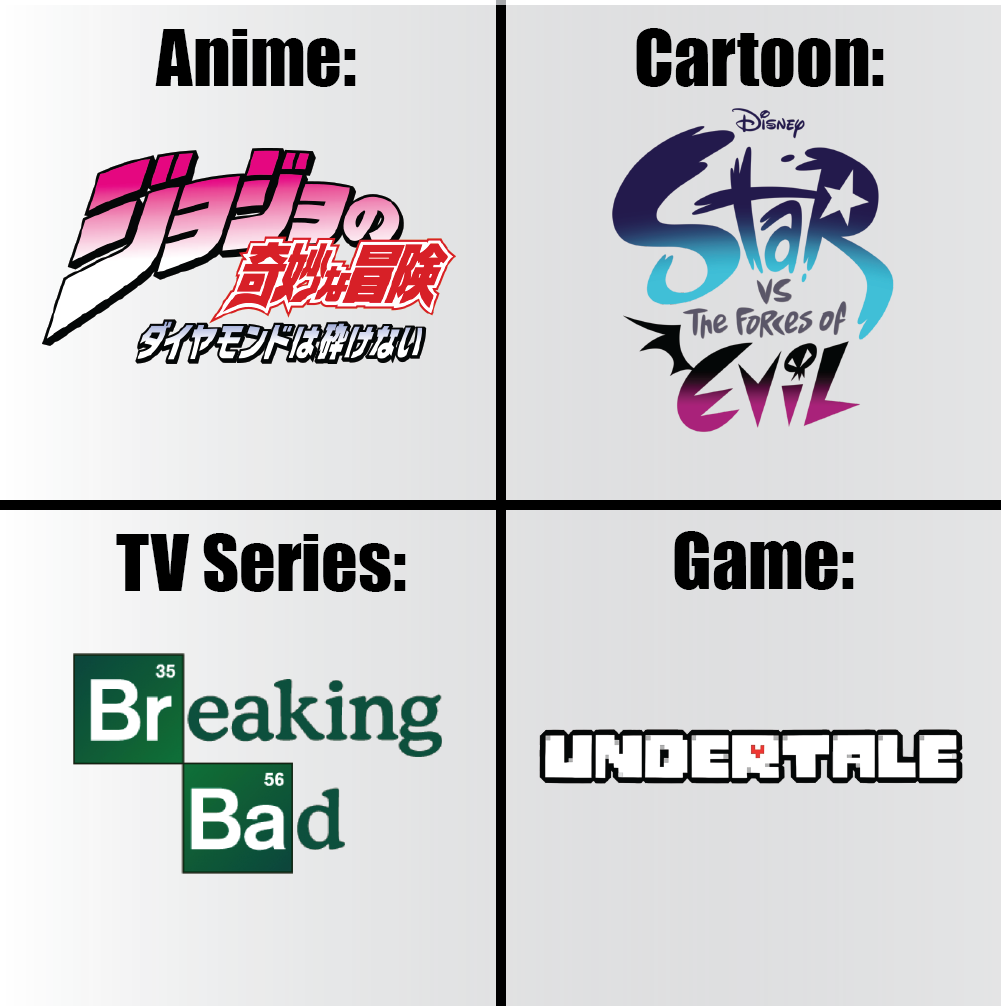 Anime:
ジョジョの
奇妙な冒険
ダイヤモンドは砕けない
Cartoon:
Disney
Star
vs
The Forces of
Evil
TV Series:
35
Breaking
56
Bad
Game:
UNDERTALE